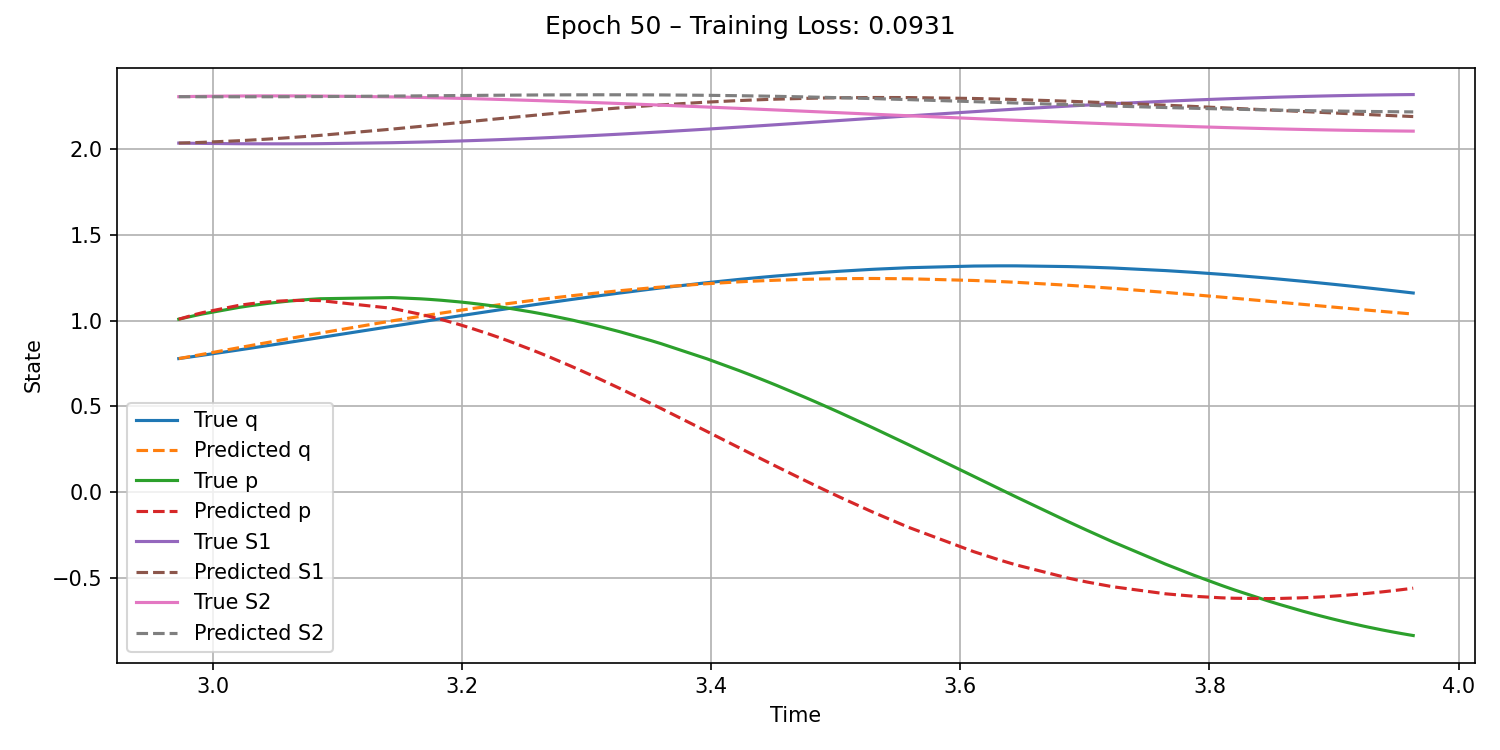 Epoch 50 – Training Loss: 0.0931
State
2.0
1.5
1.0
0.5
0.0
−0.5
True q
Predicted q
True p
Predicted p
True S1
Predicted S1
True S2
Predicted S2
3.0 3.2 3.4 3.6 3.8 4.0
Time